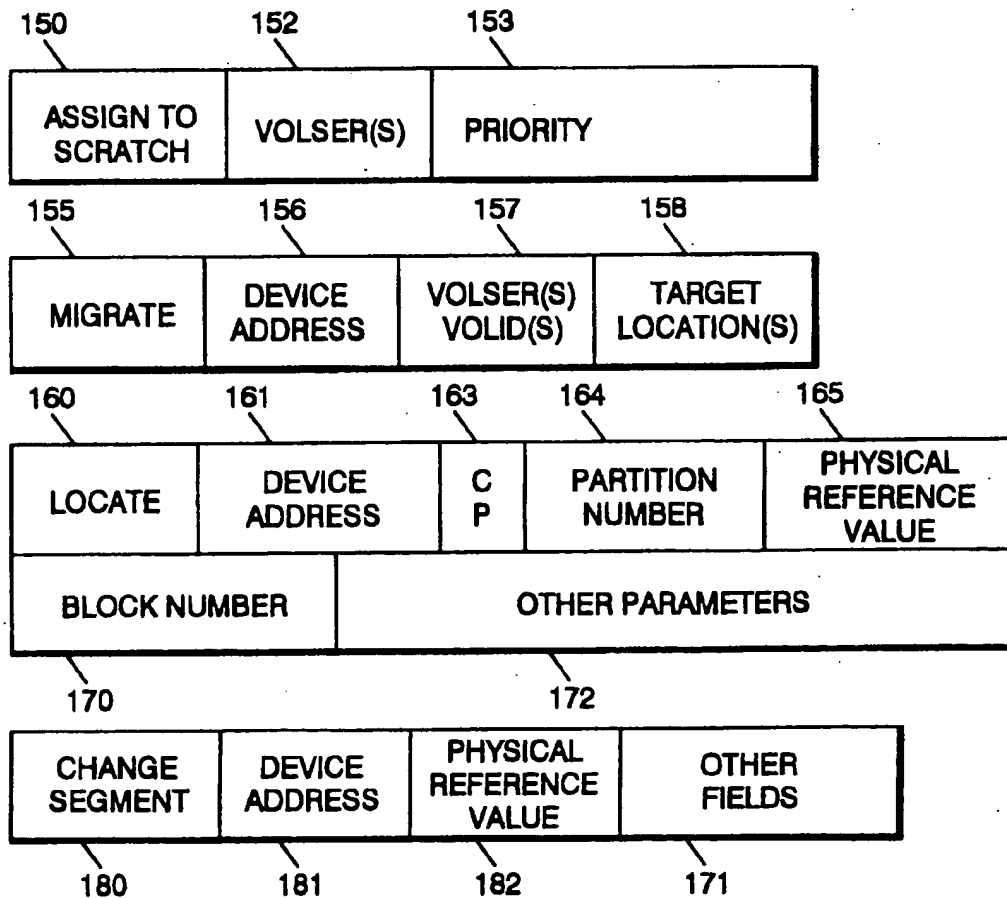 150 152 153
ASSIGN TO SCRATCH VOLSER(S) PRIORITY
155 156 157 158
MIGRATE DEVICE ADDRESS VOLSER(S) VOLID(S) TARGET LOCATION(S)
160 161 163 164 165
LOCATE DEVICE ADDRESS C P PARTITION NUMBER PHYSICAL REFERENCE VALUE
BLOCK NUMBER OTHER PARAMETERS
170 172
CHANGE SEGMENT DEVICE ADDRESS PHYSICAL REFERENCE VALUE OTHER FIELDS
180 181 182 171